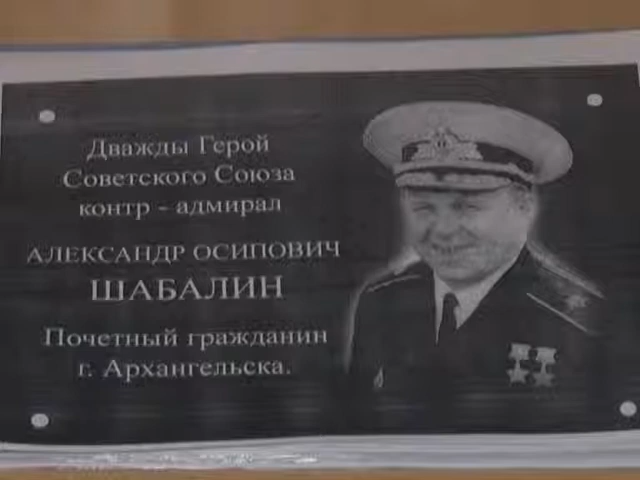 Дважды Герой
Советского Союза
контр - адмирал
АЛЕКСАНДР ОСИПОВИЧ
ШАБАЛИН
Почетный гражданин
г. Архангельска.